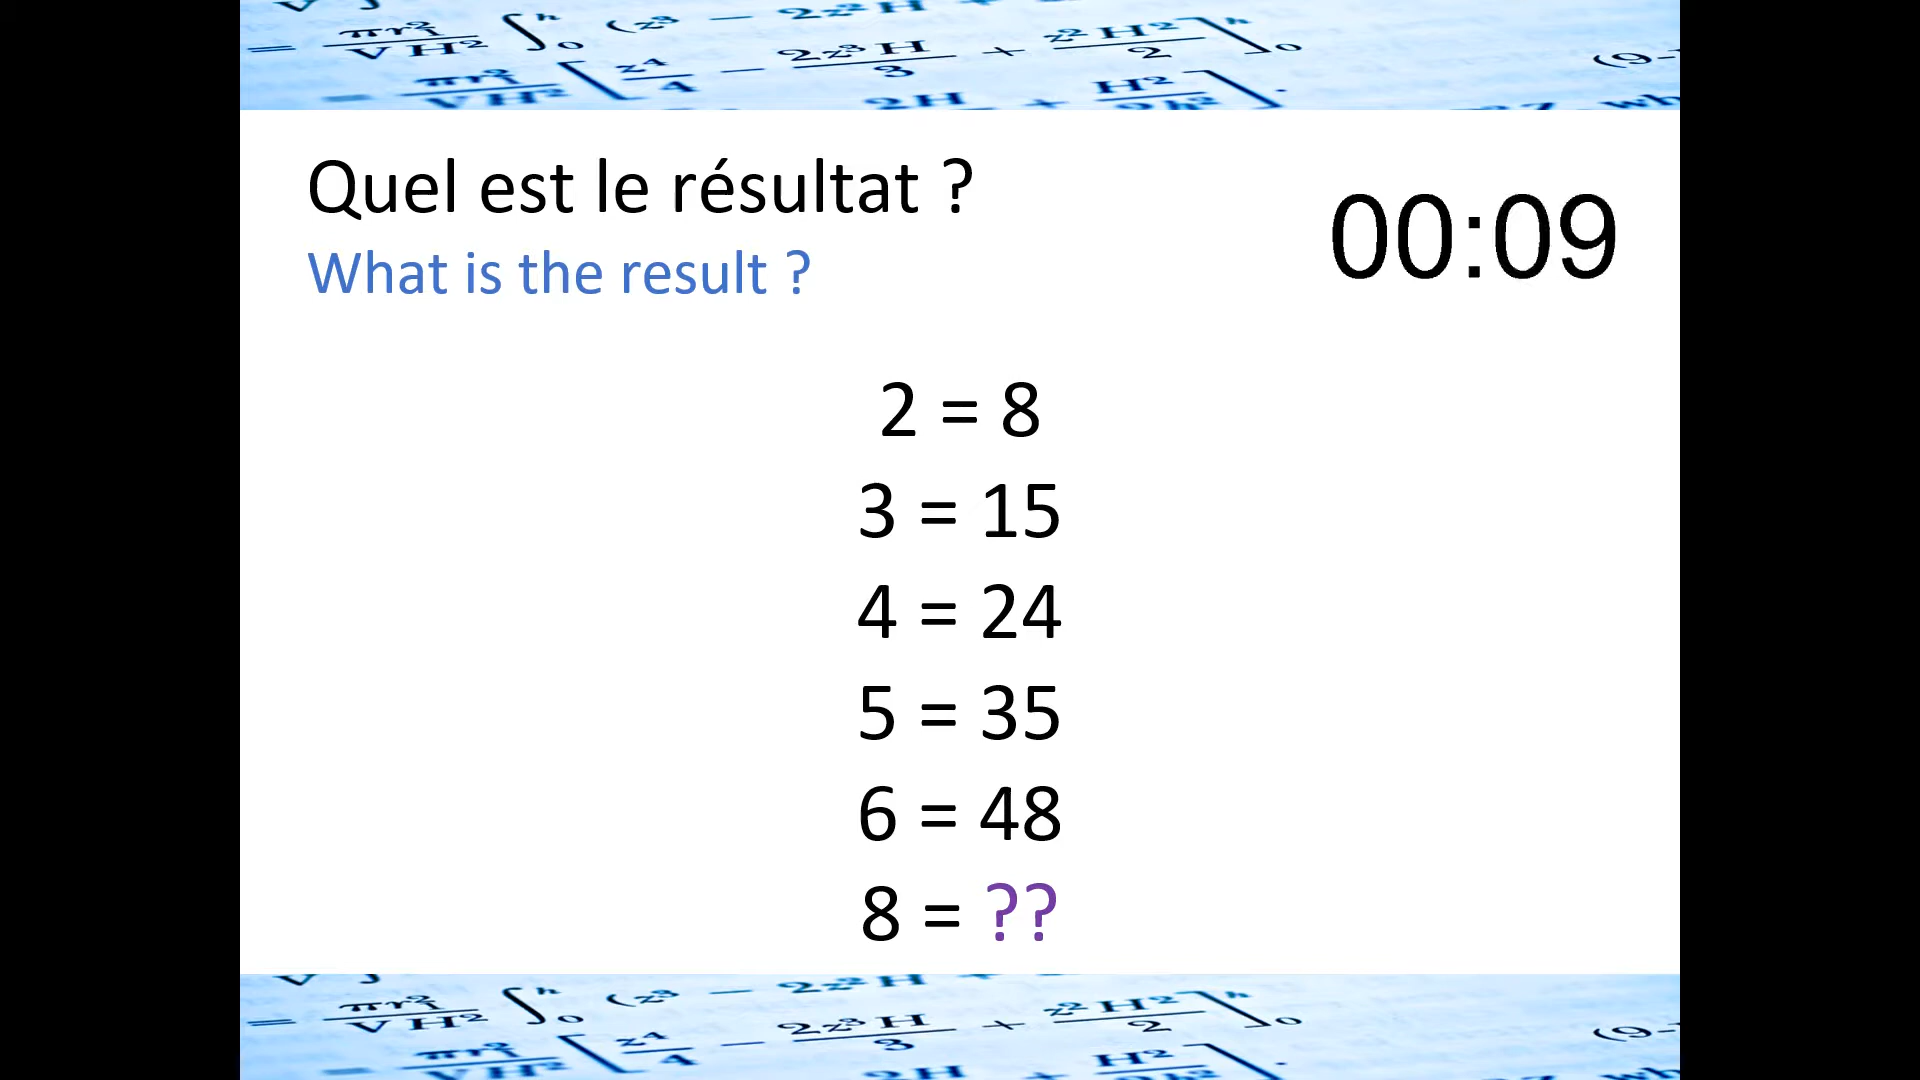 Quel est le résultat ?
What is the result ?
00:09
2 = 8
3 = 15
4 = 24
5 = 35
6 = 48
8 = ??